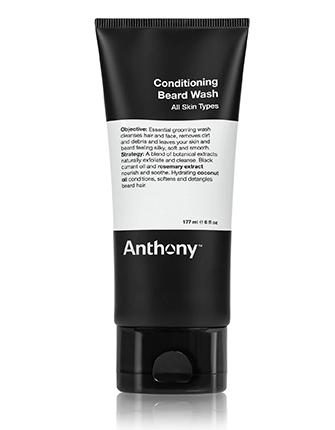 Conditioning
Beard Wash
All Skin Types
Objective: Essential grooming wash
cleanses hair and face, removes dirt
and debris and leaves your skin and
beard feeling silky, soft and smooth.
Strategy: A blend of botanical extracts
naturally exfoliate and cleanse. Black
currant oil and rosemary extract
nourish and soothe. Hydrating coconut
oil conditions, softens and detangles
beard hair.
177 ml ℮ 6 fl oz
Anthony™